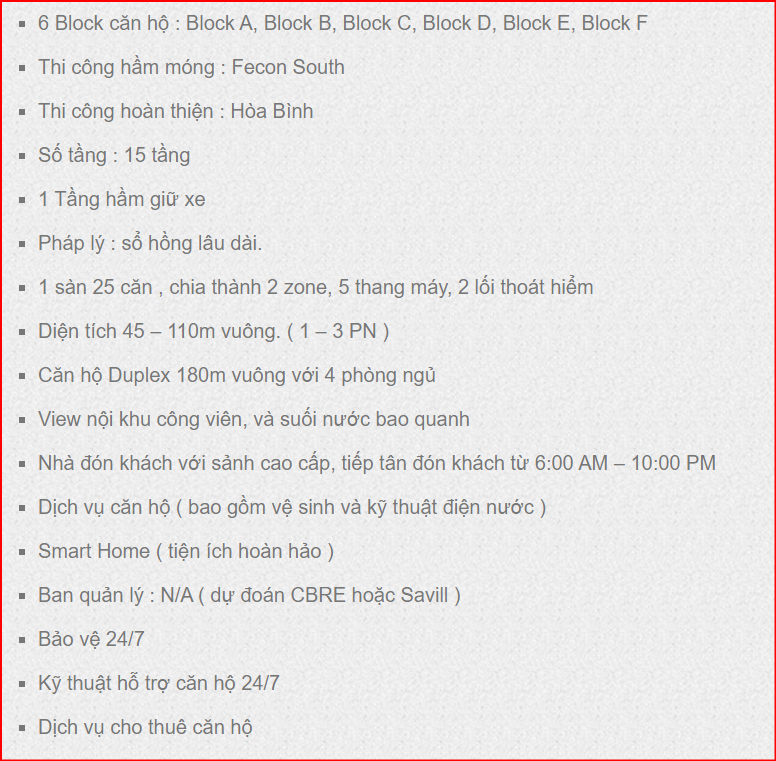 6 Block căn hộ : Block A, Block B, Block C, Block D, Block E, Block F
Thi công hầm móng : Fecon South
Thi công hoàn thiện : Hòa Bình
Số tầng : 15 tầng
1 Tầng hầm giữ xe
Pháp lý : sổ hồng lâu dài.
1 sàn 25 căn , chia thành 2 zone, 5 thang máy, 2 lối thoát hiểm
Diện tích 45 – 110m vuông. ( 1 – 3 PN )
Căn hộ Duplex 180m vuông với 4 phòng ngủ
View nội khu công viên, và suối nước bao quanh
Nhà đón khách với sảnh cao cấp, tiếp tân đón khách từ 6:00 AM – 10:00 PM
Dịch vụ căn hộ ( bao gồm vệ sinh và kỹ thuật điện nước )
Smart Home ( tiện ích hoàn hảo )
Ban quản lý : N/A ( dự đoán CBRE hoặc Savill )
Bảo vệ 24/7
Kỹ thuật hỗ trợ căn hộ 24/7
Dịch vụ cho thuê căn hộ